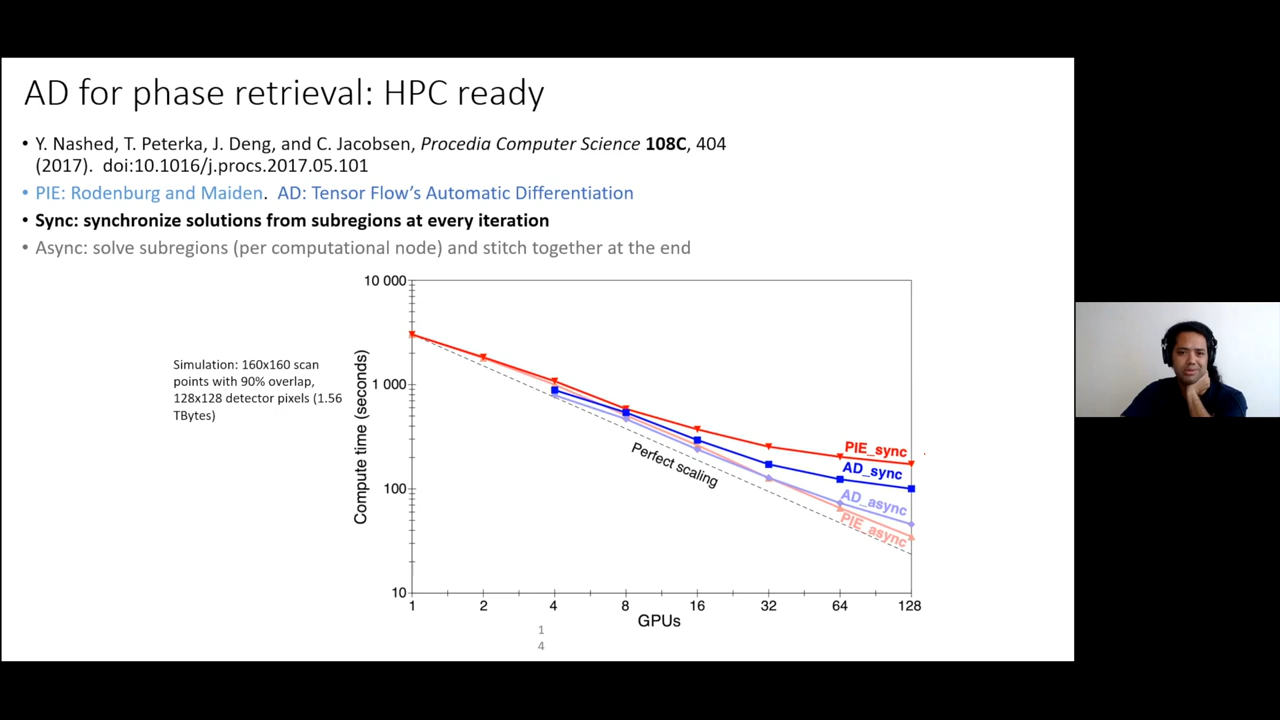 AD for phase retrieval: HPC ready
• Y. Nashed, T. Peterka, J. Deng, and C. Jacobsen, Procedia Computer Science 108C, 404
(2017). doi:10.1016/j.procs.2017.05.101
• PIE: Rodenburg and Maiden. AD: Tensor Flow’s Automatic Differentiation
• Sync: synchronize solutions from subregions at every iteration
• Async: solve subregions (per computational node) and stitch together at the end
Simulation: 160x160 scan
points with 90% overlap,
128x128 detector pixels (1.56
TBytes)
Compute time (seconds)
10 000
1 000
100
10
Perfect scaling
PIE_sync
AD_sync
AD_async
PIE_async
1 2 4 8 16 32 64 128
GPUs
1
4